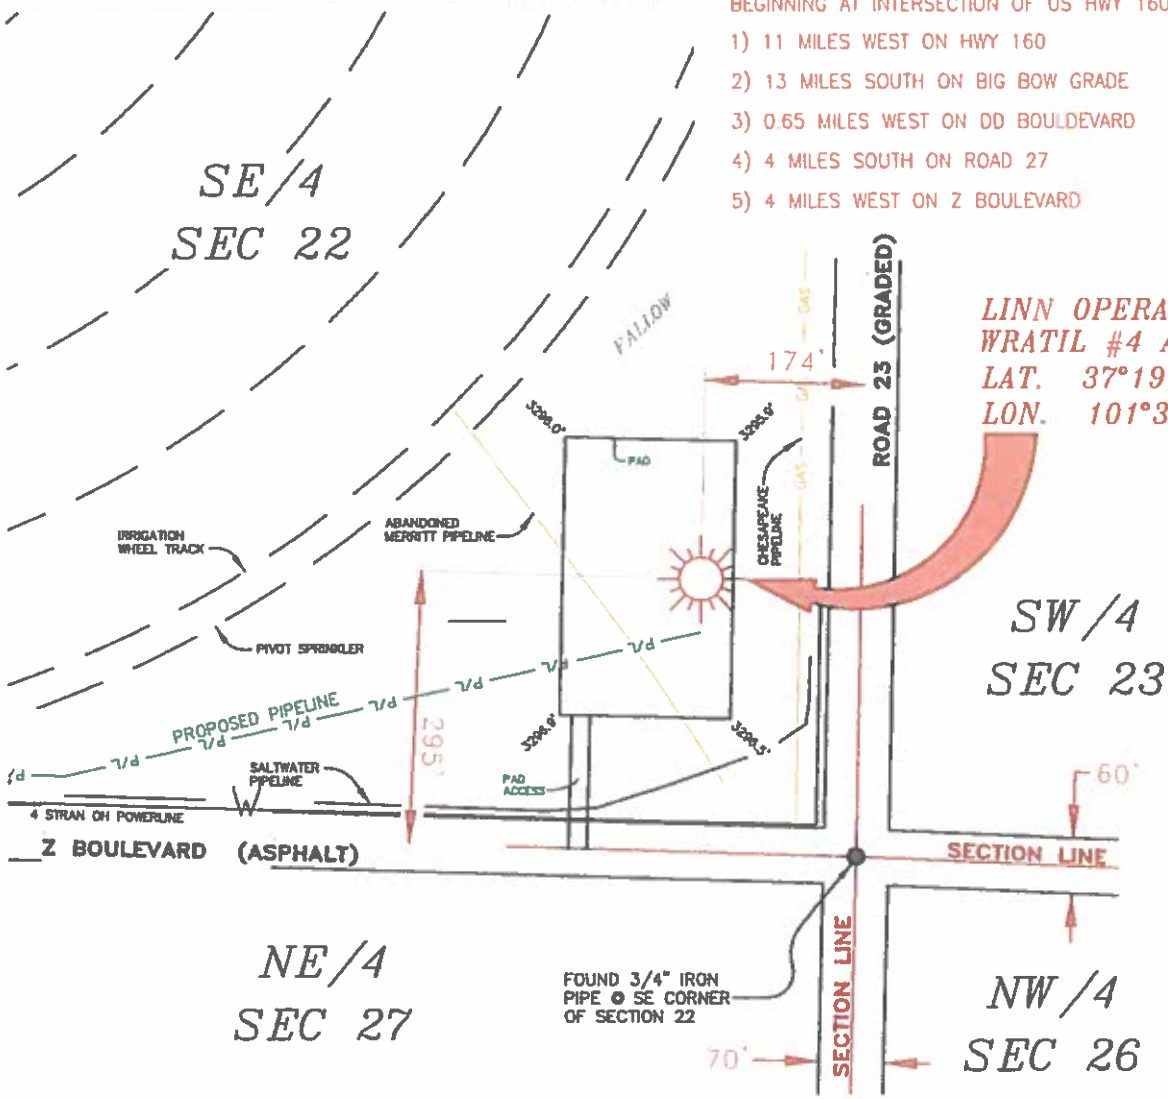 BEGINNING AT INTERSECTION OF US HWY 160
1) 11 MILES WEST ON HWY 160
2) 13 MILES SOUTH ON BIG BOW GRADE
3) 0.65 MILES WEST ON DD BOULDEVARD
4) 4 MILES SOUTH ON ROAD 27
5) 4 MILES WEST ON Z BOULEVARD
SE/4
SEC 22
FALLOW
GAS
ROAD 23 (GRADED)
LINN OPERA
WRATIL #4 A
LAT. 37°19
LON. 101°3
174'
GAS
3296.0'
3295.9'
PAD
GAS
CHESAPEAKE
PIPELINE
ABANDONED
MERRITT PIPELINE
IRRIGATION
WHEEL TRACK
PIVOT SPRINKLER
SW/4
SEC 23
P/L
P/L
P/L
P/L
P/L
P/L
P/L
P/L
PROPOSED PIPELINE
295'
3296.9'
3296.5'
SALTWATER
PIPELINE
PAD
ACCESS
4 STRAN OH POWERLINE
Z BOULEVARD (ASPHALT)
60'
SECTION LINE
NE/4
SEC 27
FOUND 3/4" IRON
PIPE @ SE CORNER
OF SECTION 22
SECTION LINE
NW/4
SEC 26
70'